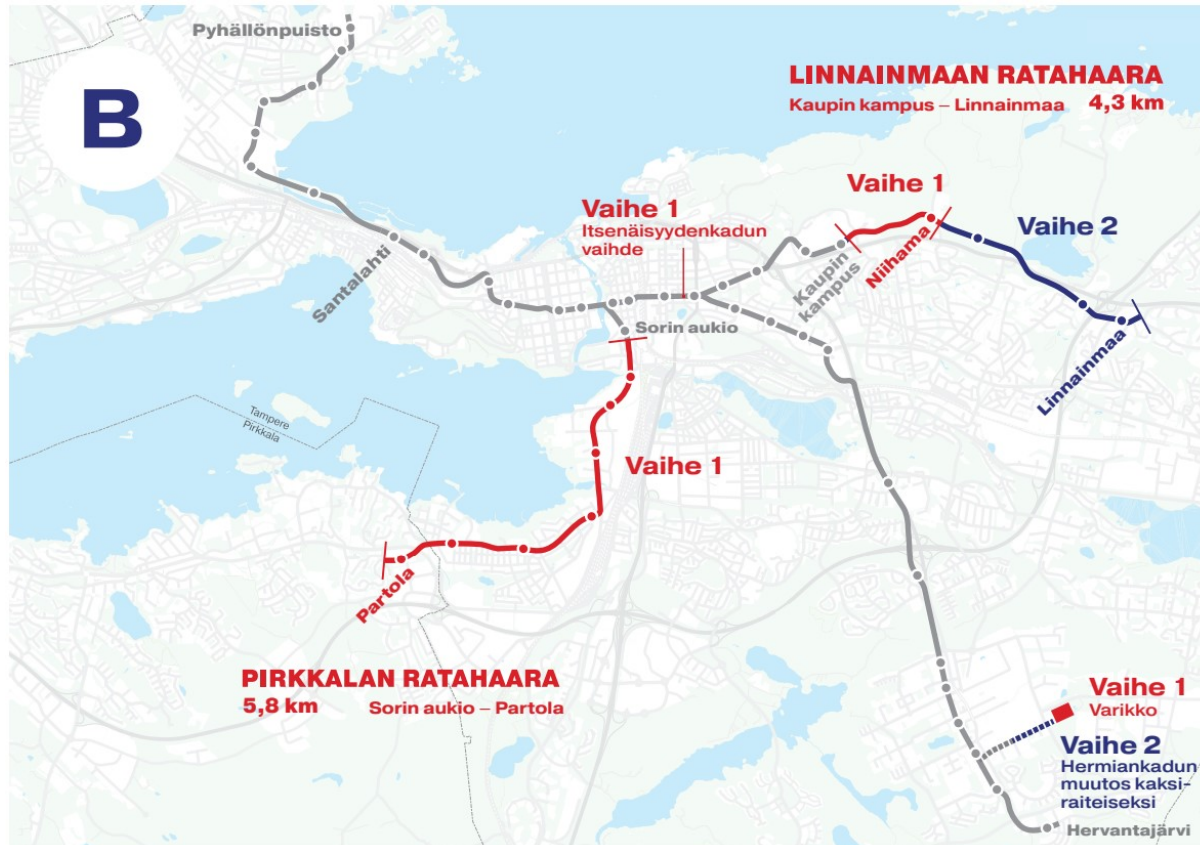 Pyhällönpuisto
B
LINNAINMAAN RATAHAARA
Kaupin kampus – Linnainmaa 4,3 km
Vaihe 1
Vaihe 1
Itsenäisyydenkadun
vaihde
Vaihe 2
Santalahti
Kaupin
kampus
Niihama
Sorin aukio
Linnainmaa
Tampere
Pirkkala
Vaihe 1
Partola
PIRKKALAN RATAHAARA
5,8 km Sorin aukio – Partola
Vaihe 1
Varikko
Vaihe 2
Hermiankadun
muutos kaksi-
raiteiseksi
Hervantajärvi